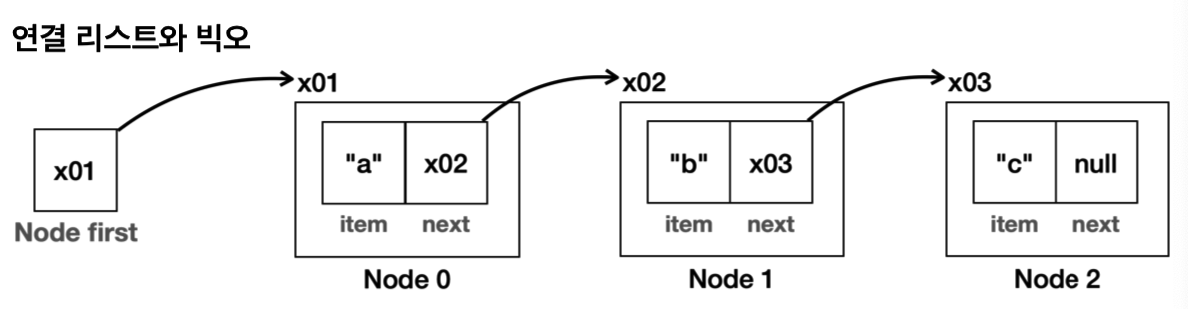 연결 리스트와 빅오
x01 x02 x03
x01 "a" x02 "b" x03 "c" null
Node first item next item next item next
Node 0 Node 1 Node 2